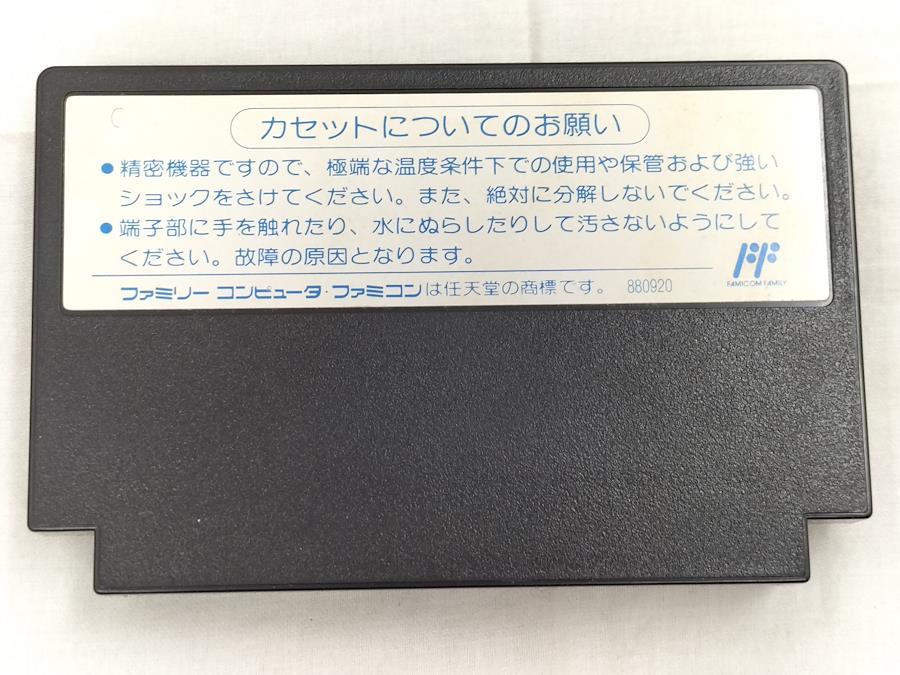 カセットについてのお願い
●精密機器ですので、極端な温度条件下での使用や保管および強い
ショックをさけてください。また、絶対に分解しないでください。
●端子部に手を触れたり、水にぬらしたりして汚さないようにして
ください。故障の原因となります。
FF
FAMICOM FAMILY
ファミリー コンピュータ・ファミコンは任天堂の商標です。 880920